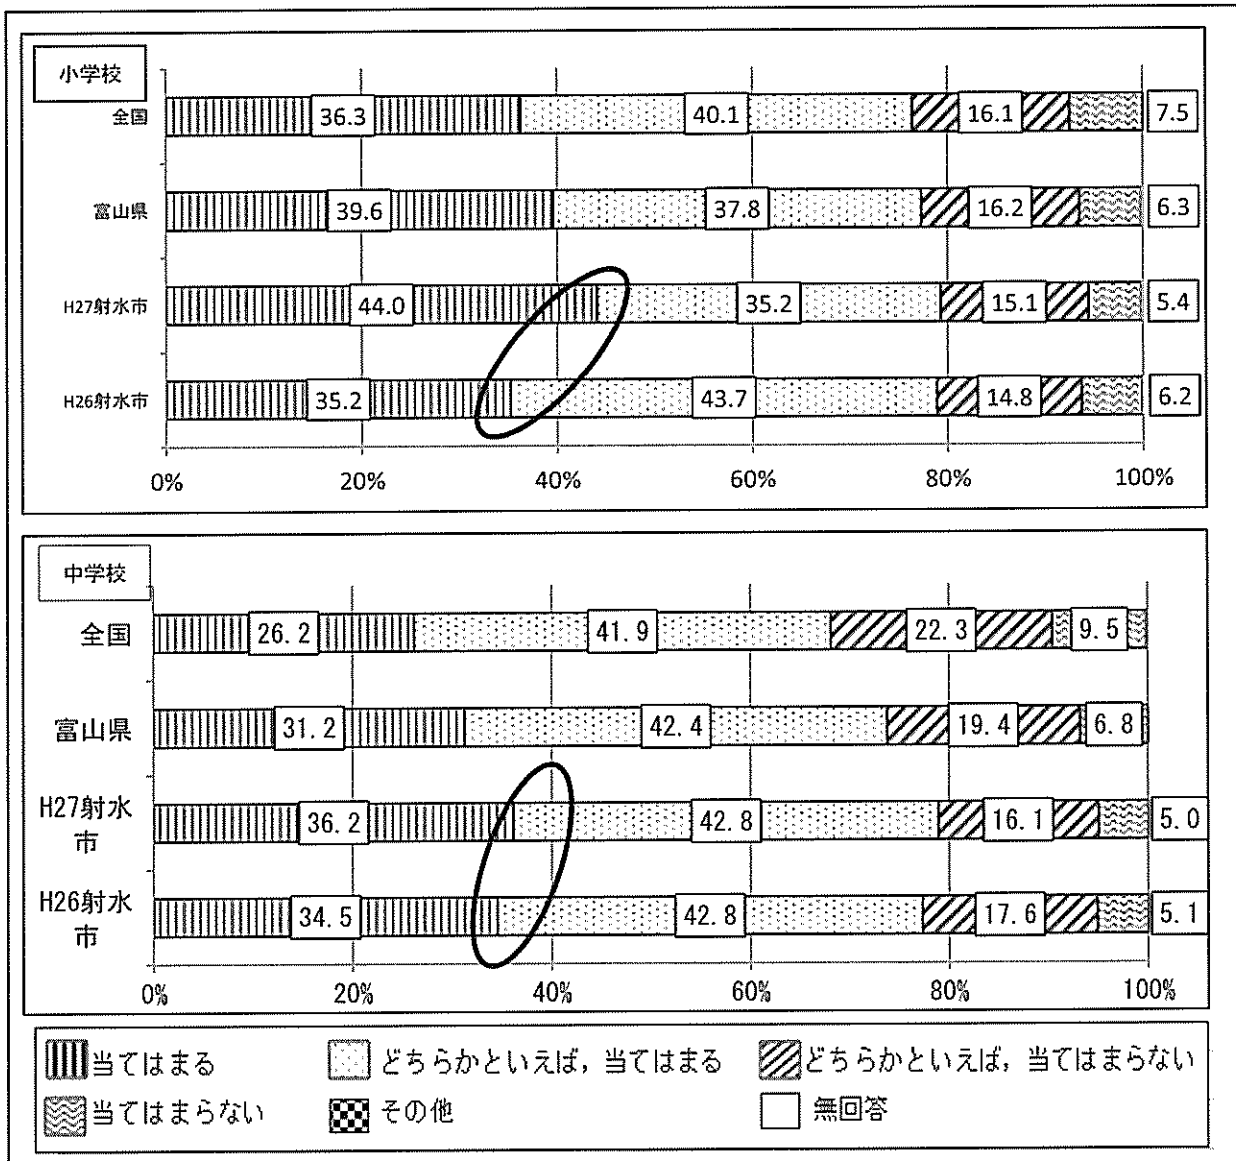 小学校
全国
36.3
40.1
16.1
7.5
富山県
39.6
37.8
16.2
6.3
H27射水市
44.0
35.2
15.1
5.4
H26射水市
35.2
43.7
14.8
6.2
0%
20%
40%
60%
80%
100%
中学校
全国
26.2
41.9
22.3
9.5
富山県
31.2
42.4
19.4
6.8
H27射水
市
36.2
42.8
16.1
5.0
H26射水
市
34.5
42.8
17.6
5.1
0%
20%
40%
60%
80%
100%
当てはまる
どちらかといえば，当てはまる
どちらかといえば，当てはまらない
当てはまらない
その他
無回答